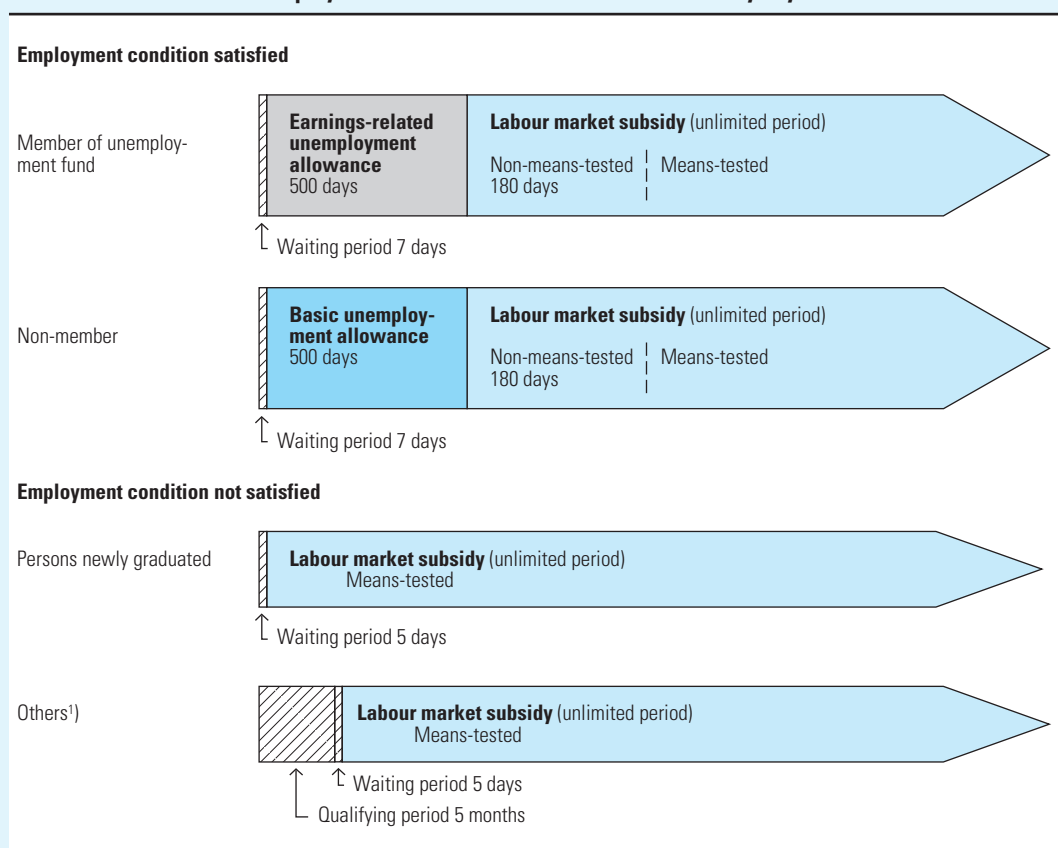 Employment condition satisfied
Member of unemploy-
ment fund
Earnings-related
unemployment
allowance
500 days
Labour market subsidy (unlimited period)
Non-means-tested
180 days
Means-tested
Waiting period 7 days
Non-member
Basic unemploy-
ment allowance
500 days
Labour market subsidy (unlimited period)
Non-means-tested
180 days
Means-tested
Waiting period 7 days
Employment condition not satisfied
Persons newly graduated
Labour market subsidy (unlimited period)
Means-tested
Waiting period 5 days
Others¹)
Labour market subsidy (unlimited period)
Means-tested
Waiting period 5 days
Qualifying period 5 months